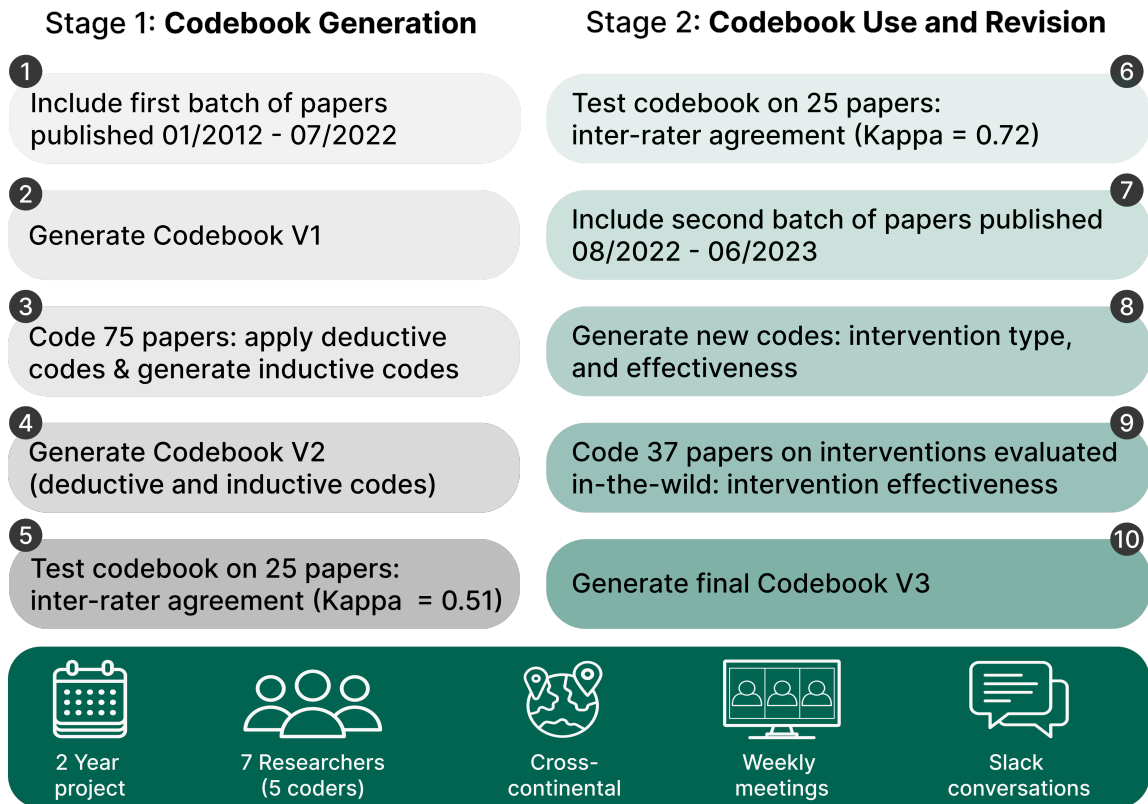 Stage 1: Codebook Generation
1
Include first batch of papers
published 01/2012 - 07/2022
2
Generate Codebook V1
3
Code 75 papers: apply deductive
codes & generate inductive codes
4
Generate Codebook V2
(deductive and inductive codes)
5
Test codebook on 25 papers:
inter-rater agreement (Kappa = 0.51)
Stage 2: Codebook Use and Revision
6
Test codebook on 25 papers:
inter-rater agreement (Kappa = 0.72)
7
Include second batch of papers published
08/2022 - 06/2023
8
Generate new codes: intervention type,
and effectiveness
9
Code 37 papers on interventions evaluated
in-the-wild: intervention effectiveness
10
Generate final Codebook V3
2 Year
project
7 Researchers
(5 coders)
Cross-
continental
Weekly
meetings
Slack
conversations